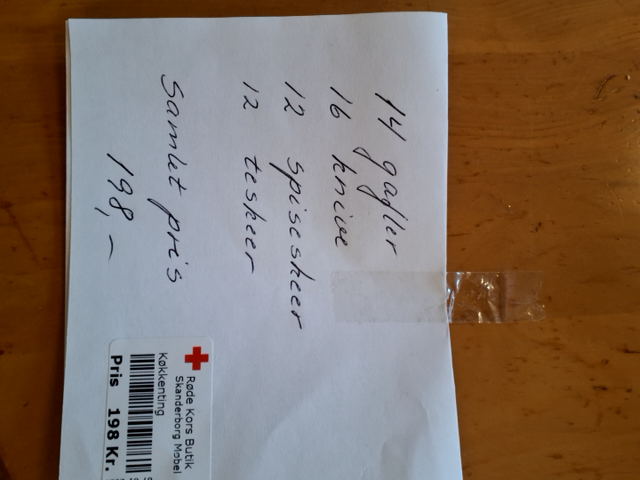 14 gafler
16 knive
12 spiseskeer
12 teskeer
Samlet pris
198,-
Røde Kors Butik
Skanderborg Møbel
Køkkenting
Pris 198 Kr.